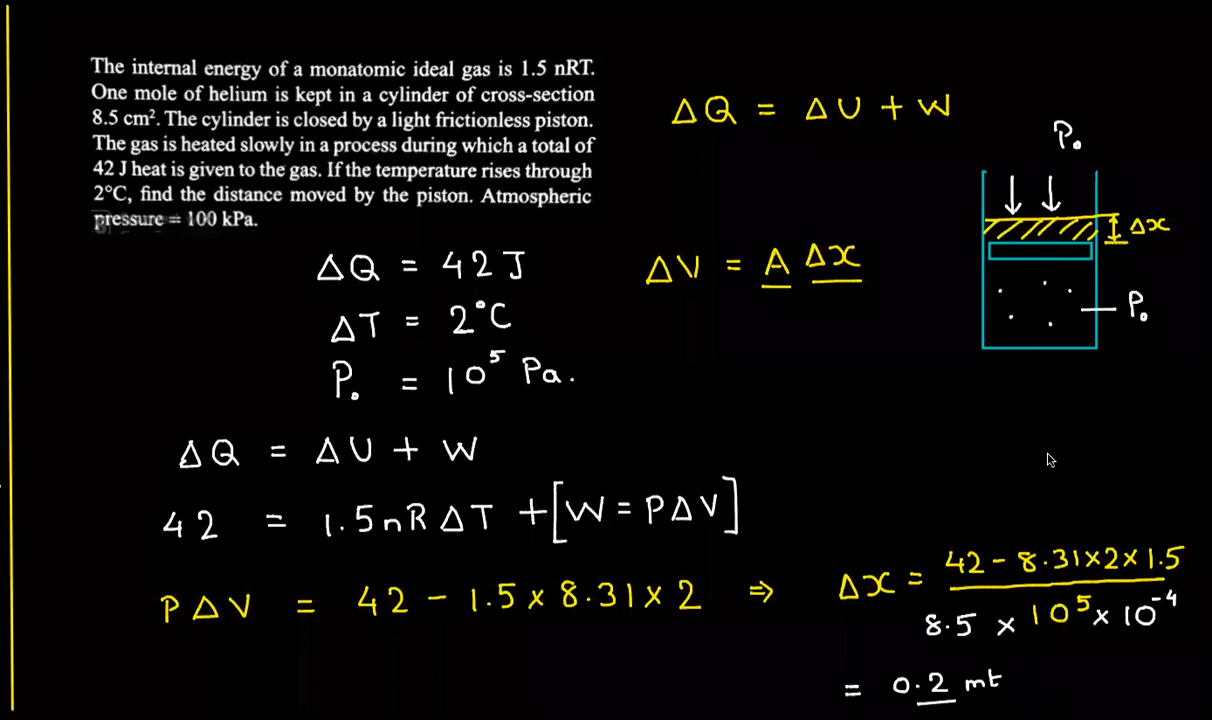 The internal energy of a monatomic ideal gas is 1.5 nRT.
One mole of helium is kept in a cylinder of cross-section
8.5 cm². The cylinder is closed by a light frictionless piston.
The gas is heated slowly in a process during which a total of
42 J heat is given to the gas. If the temperature rises through
2°C, find the distance moved by the piston. Atmospheric
pressure = 100 kPa.
ΔQ = ΔU + W
P₀
Δx
P₀
ΔV = A Δx
ΔQ = 42 J
ΔT = 2°C
P₀ = 10⁵ Pa.
ΔQ = ΔU + W
42 = 1.5nRΔT + [W = PΔV]
PΔV = 42 - 1.5 × 8.31 × 2 ⇒
Δx = 42 - 8.31×2×1.5
8.5 × 10⁵ × 10⁻⁴
= 0.2 mt